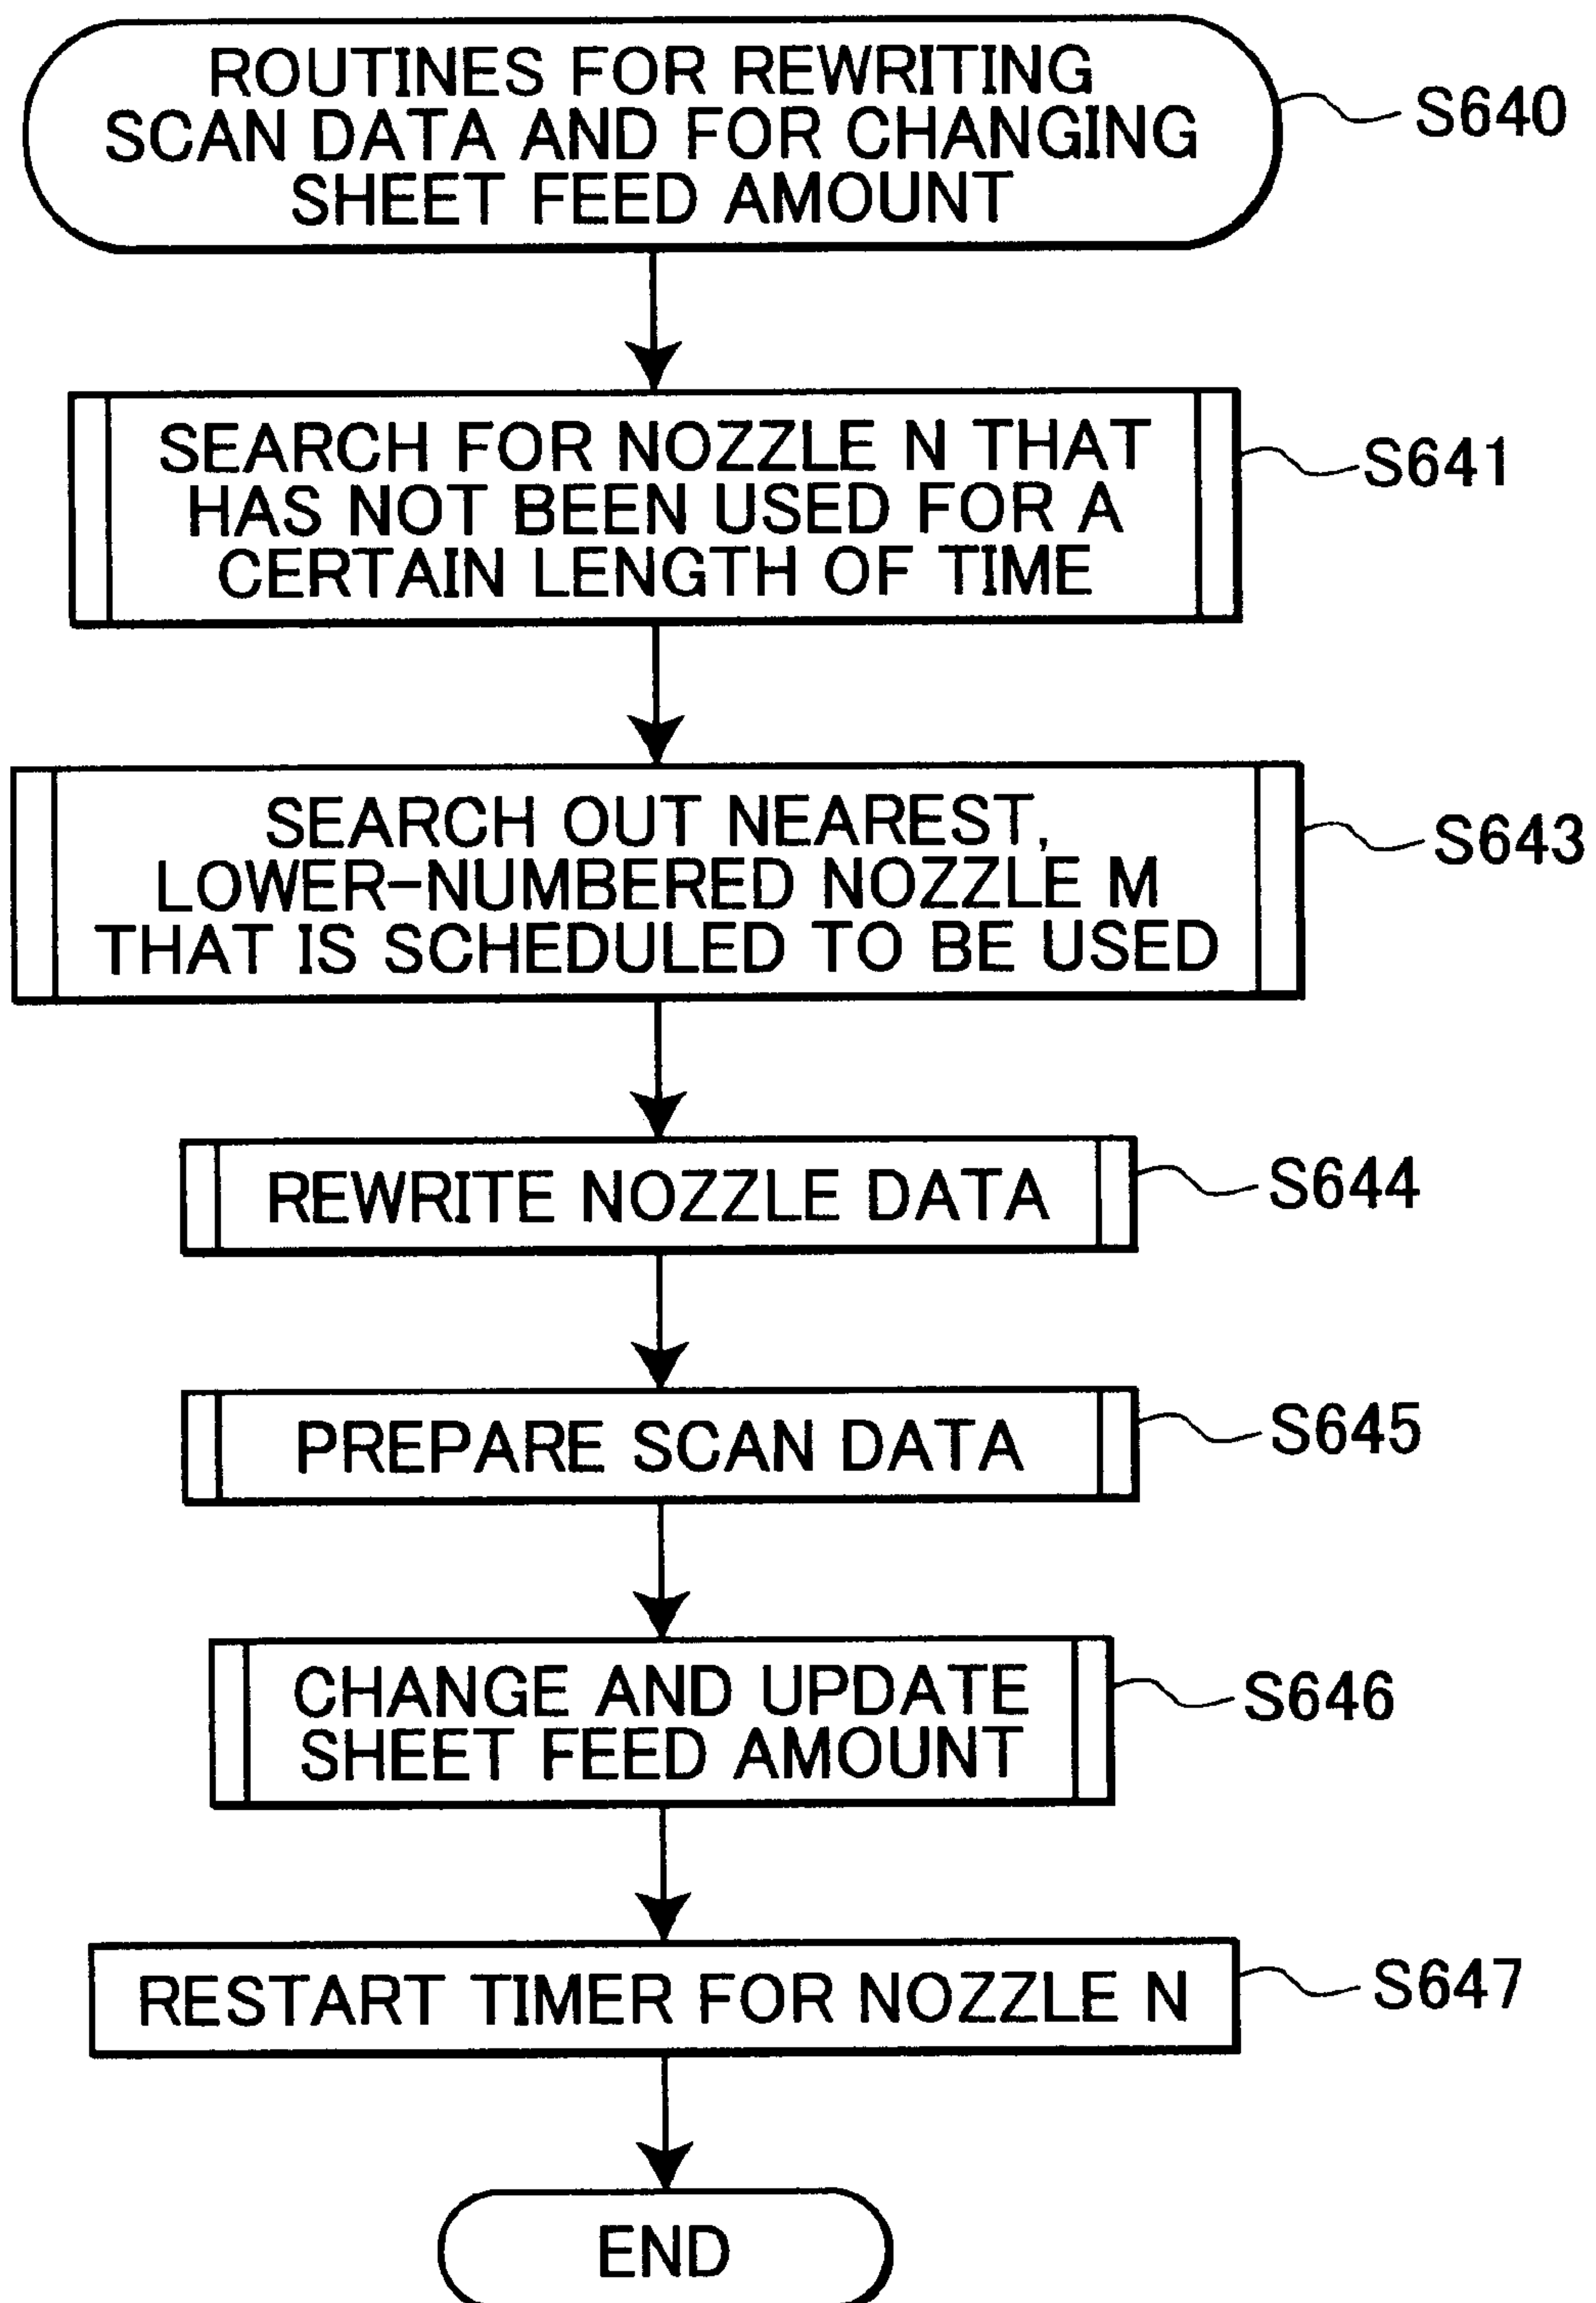 ROUTINES FOR REWRITING
SCAN DATA AND FOR CHANGING
SHEET FEED AMOUNT
S640
SEARCH FOR NOZZLE N THAT
HAS NOT BEEN USED FOR A
CERTAIN LENGTH OF TIME
S641
SEARCH OUT NEAREST,
LOWER-NUMBERED NOZZLE M
THAT IS SCHEDULED TO BE USED
S643
REWRITE NOZZLE DATA
S644
PREPARE SCAN DATA
S645
CHANGE AND UPDATE
SHEET FEED AMOUNT
S646
RESTART TIMER FOR NOZZLE N
S647
END